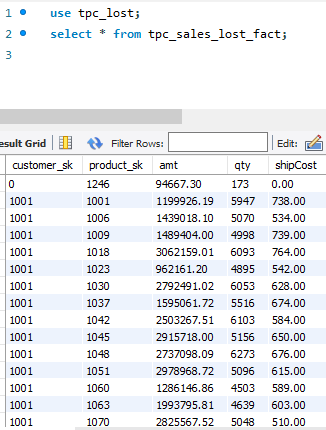 1 use tpc_lost;
2 select * from tpc_sales_lost_fact;
3
Result Grid Filter Rows: Edit:
customer_sk product_sk amt qty shipCost
0 1246 94667.30 173 0.00
1001 1001 1199926.19 5947 738.00
1001 1006 1439018.10 5070 534.00
1001 1009 1489404.00 4998 739.00
1001 1018 3062159.01 6093 764.00
1001 1023 962161.20 4895 542.00
1001 1030 2792491.02 6053 628.00
1001 1037 1595061.72 5516 674.00
1001 1042 2503267.51 6103 584.00
1001 1045 2915718.00 5156 650.00
1001 1048 2737098.09 6273 676.00
1001 1051 2978968.72 5096 615.00
1001 1060 1286146.86 4503 589.00
1001 1063 1993795.81 4639 603.00
1001 1070 2825567.52 5048 510.00